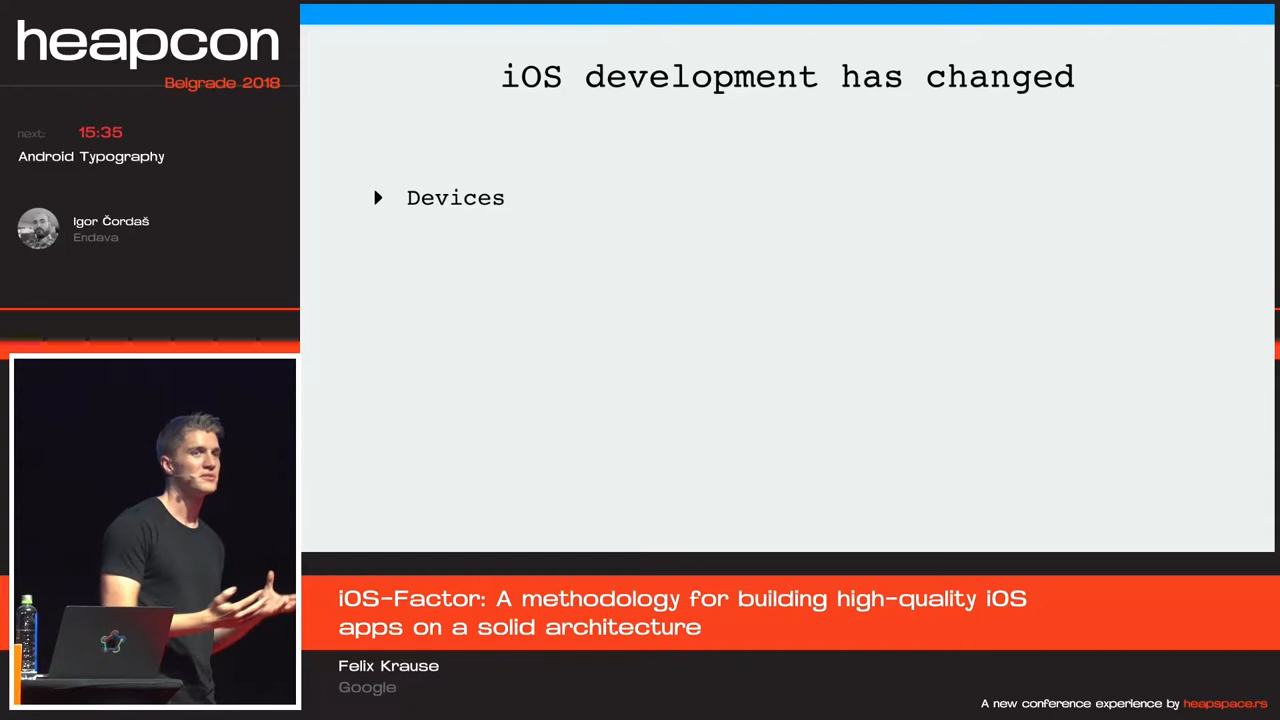 heapcon
Belgrade 2018
next: 15:35
Android Typography
Igor Čordaš
Endava
iOS development has changed
Devices
iOS-Factor: A methodology for building high-quality iOS
apps on a solid architecture
Felix Krause
Google
A new conference experience by heapspace.rs